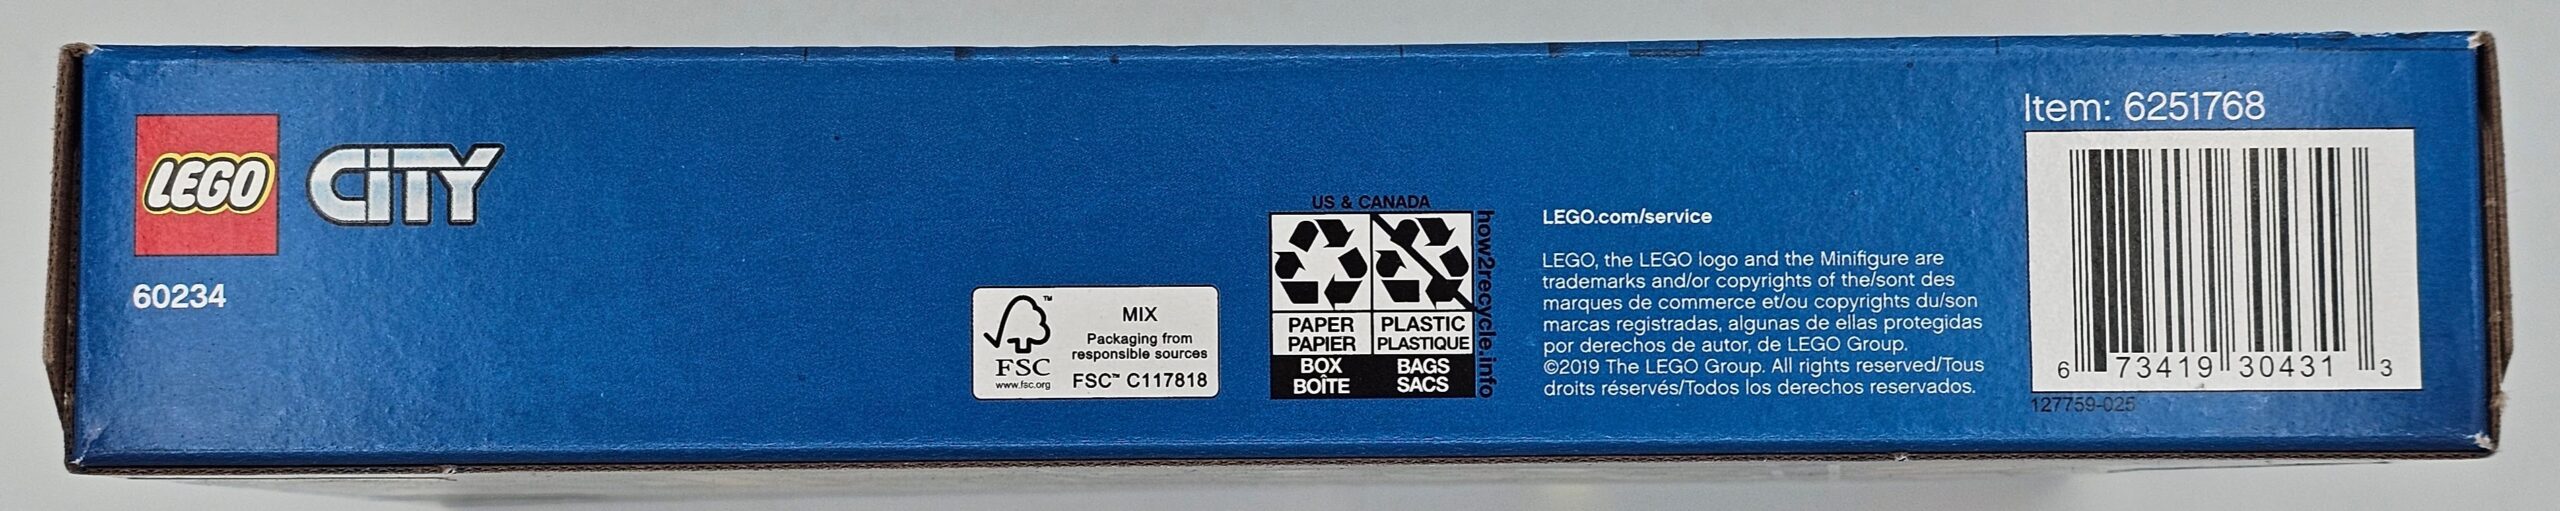 LEGO CiTY
60234
FSC
www.fsc.org
™
MIX
Packaging from
responsible sources
FSC™ C117818
US & CANADA
PAPER
PAPIER
BOX
BOÎTE
PLASTIC
PLASTIQUE
BAGS
SACS
how2recycle.info
LEGO.com/service
LEGO, the LEGO logo and the Minifigure are
trademarks and/or copyrights of the/sont des
marques de commerce et/ou copyrights du/son
marcas registradas, algunas de ellas protegidas
por derechos de autor, de LEGO Group.
©2019 The LEGO Group. All rights reserved/Tous
droits réservés/Todos los derechos reservados.
Item: 6251768
6 73419 30431 3
127759-025